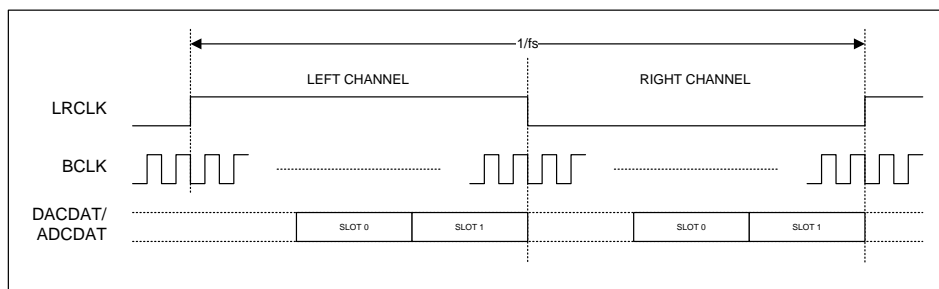 1/fs
LEFT CHANNEL
RIGHT CHANNEL
LRCLK
BCLK
DACDAT/
ADCDAT
SLOT 0
SLOT 1
SLOT 0
SLOT 1